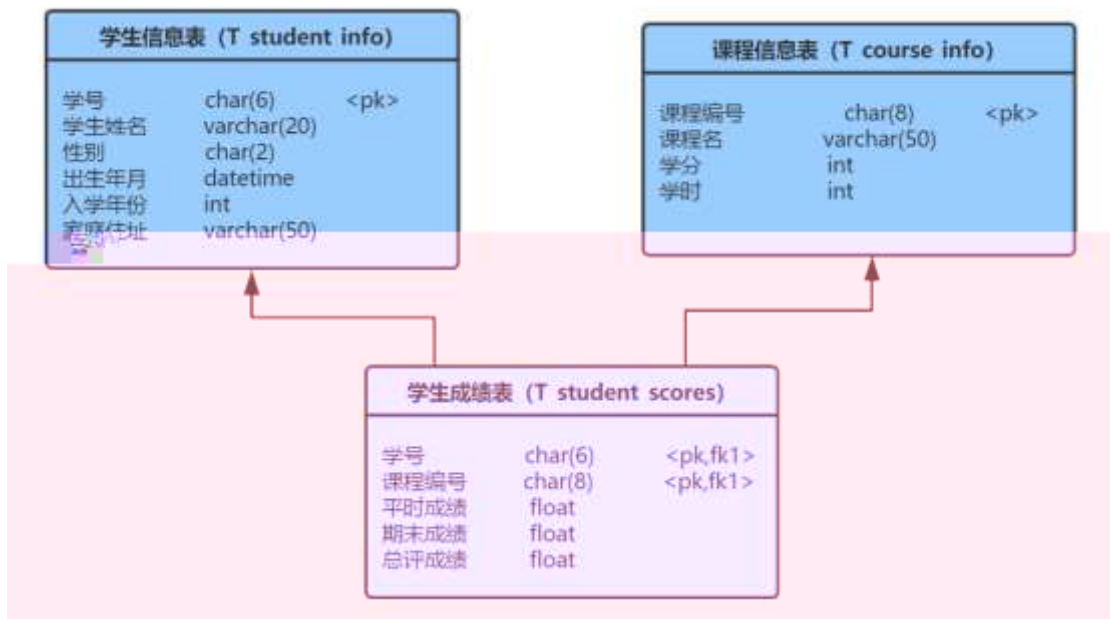 学生信息表（T student info）
学号 char(6) <pk>
学生姓名 varchar(20)
性别 char(2)
出生年月 datetime
入学年份 int
家庭住址 varchar(50)
课程信息表（T course info）
课程编号 char(8) <pk>
课程名 varchar(50)
学分 int
学时 int
学生成绩表（T student scores）
学号 char(6) <pk,fk1>
课程编号 char(8) <pk,fk1>
平时成绩 float
期末成绩 float
总评成绩 float